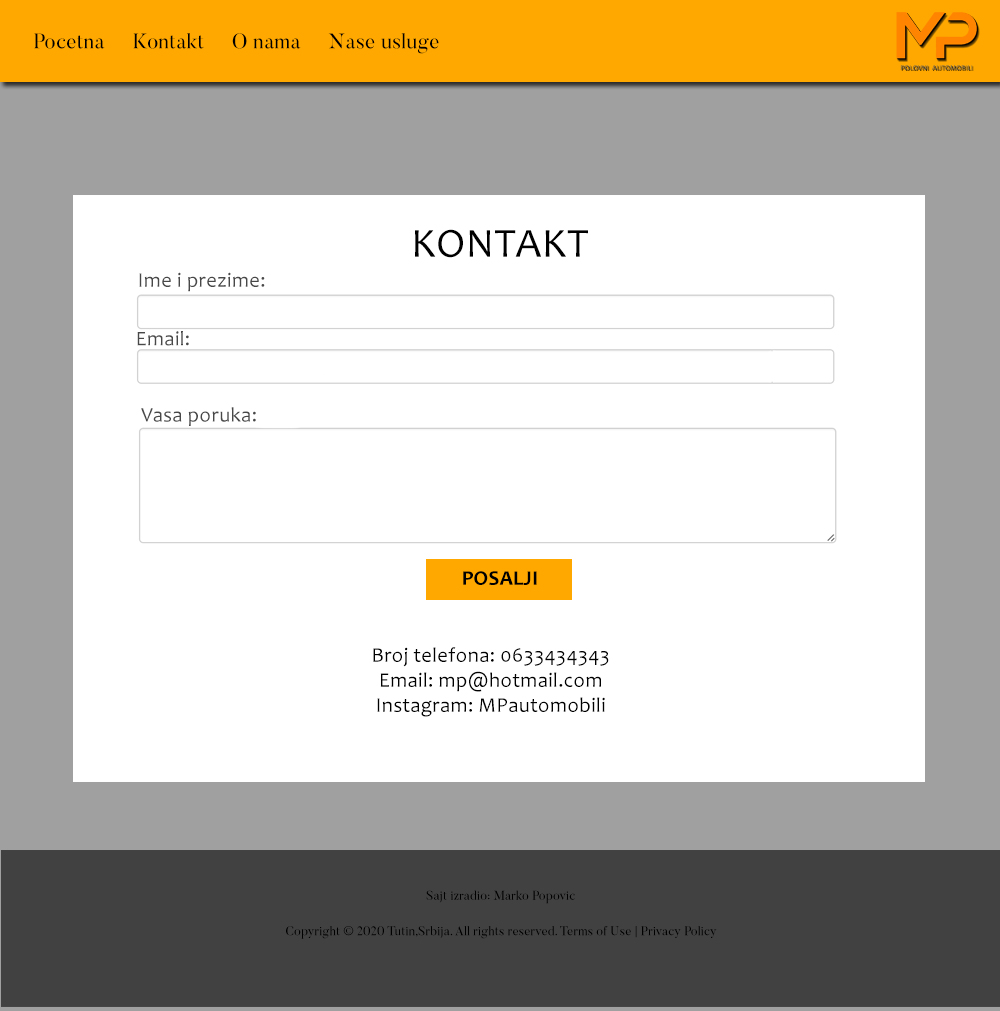 Pocetna Kontakt O nama Nase usluge
MP
POLOVNI AUTOMOBILI
KONTAKT
Ime i prezime:
Email:
Vasa poruka:
POSALJI
Broj telefona: 0633434343
Email: mp@hotmail.com
Instagram: MPautomobili
Sajt izradio: Marko Popovic
Copyright © 2020 Tutin,Srbija. All rights reserved. Terms of Use | Privacy Policy